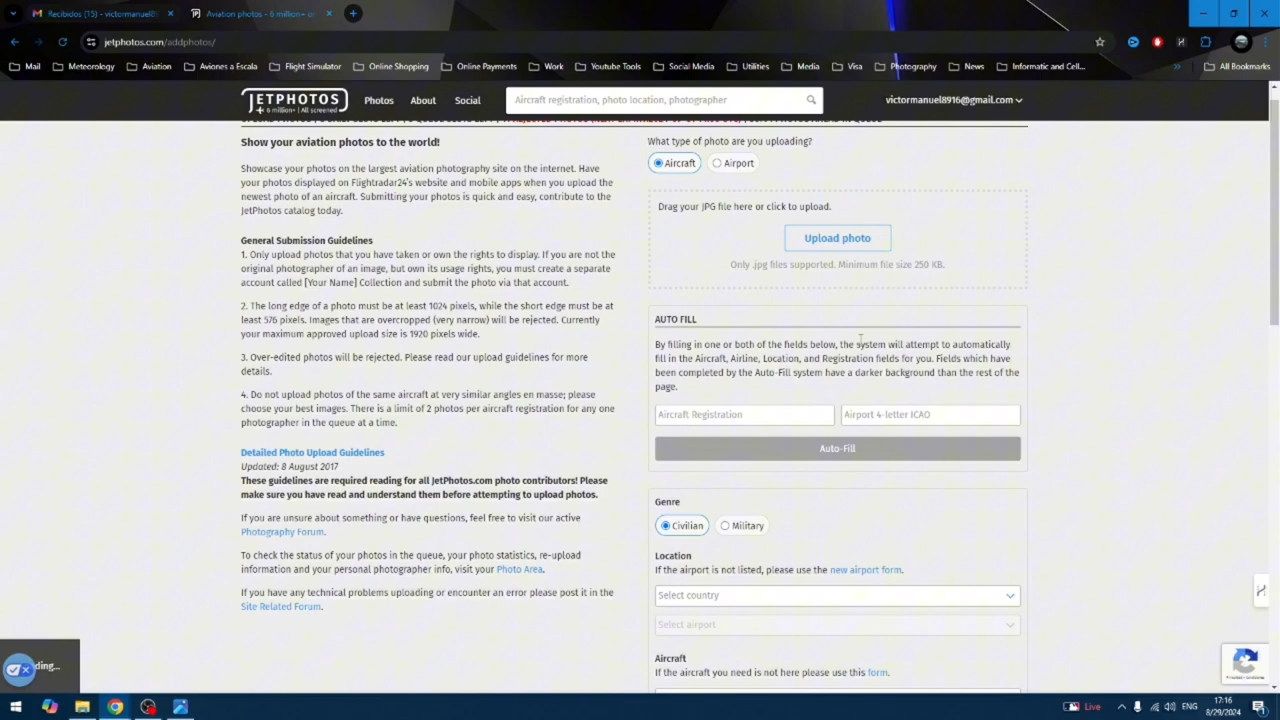 Recibidos (15) - victormanuel89
Aviation photos - 6 million+ on
jetphotos.com/addphotos/
Mail
Meteorology
Aviation
Aviones a Escala
Flight Simulator
Online Shopping
Online Payments
Work
Youtube Tools
Social Media
Utilities
Media
Visa
Photography
News
Informatic and Cell...
All Bookmarks
JETPHOTOS
6 million+ | All screened
Photos
About
Social
Aircraft registration, photo location, photographer
victormanuel8916@gmail.com
Show your aviation photos to the world!
Showcase your photos on the largest aviation photography site on the internet. Have
your photos displayed on Flightradar24's website and mobile apps when you upload the
newest photo of an aircraft. Submitting your photos is quick and easy, contribute to the
JetPhotos catalog today.
General Submission Guidelines
1. Only upload photos that you have taken or own the rights to display. If you are not the
original photographer of an image, but own its usage rights, you must create a separate
account called [Your Name] Collection and submit the photo via that account.
2. The long edge of a photo must be at least 1024 pixels, while the short edge must be at
least 576 pixels. Images that are overcropped (very narrow) will be rejected. Currently
your maximum approved upload size is 1920 pixels wide.
3. Over-edited photos will be rejected. Please read our upload guidelines for more
details.
4. Do not upload photos of the same aircraft at very similar angles en masse; please
choose your best images. There is a limit of 2 photos per aircraft registration for any one
photographer in the queue at a time.
Detailed Photo Upload Guidelines
Updated: 8 August 2017
These guidelines are required reading for all JetPhotos.com photo contributors! Please
make sure you have read and understand them before attempting to upload photos.
If you are unsure about something or have questions, feel free to visit our active
Photography Forum.
To check the status of your photos in the queue, your photo statistics, re-upload
information and your personal photographer info, visit your Photo Area.
If you have any technical problems uploading or encounter an error please post it in the
Site Related Forum.
What type of photo are you uploading?
Aircraft
Airport
Drag your JPG file here or click to upload.
Upload photo
Only .jpg files supported. Minimum file size 250 KB.
AUTO FILL
By filling in one or both of the fields below, the system will attempt to automatically
fill in the Aircraft, Airline, Location, and Registration fields for you. Fields which have
been completed by the Auto-Fill system have a darker background than the rest of the
page.
Aircraft Registration
Airport 4-letter ICAO
Auto-Fill
Genre
Civilian
Military
Location
If the airport is not listed, please use the new airport form.
Select country
Select airport
Aircraft
If the aircraft you need is not here please use this form.
ding...
Live
ENG
17:16
8/29/2024